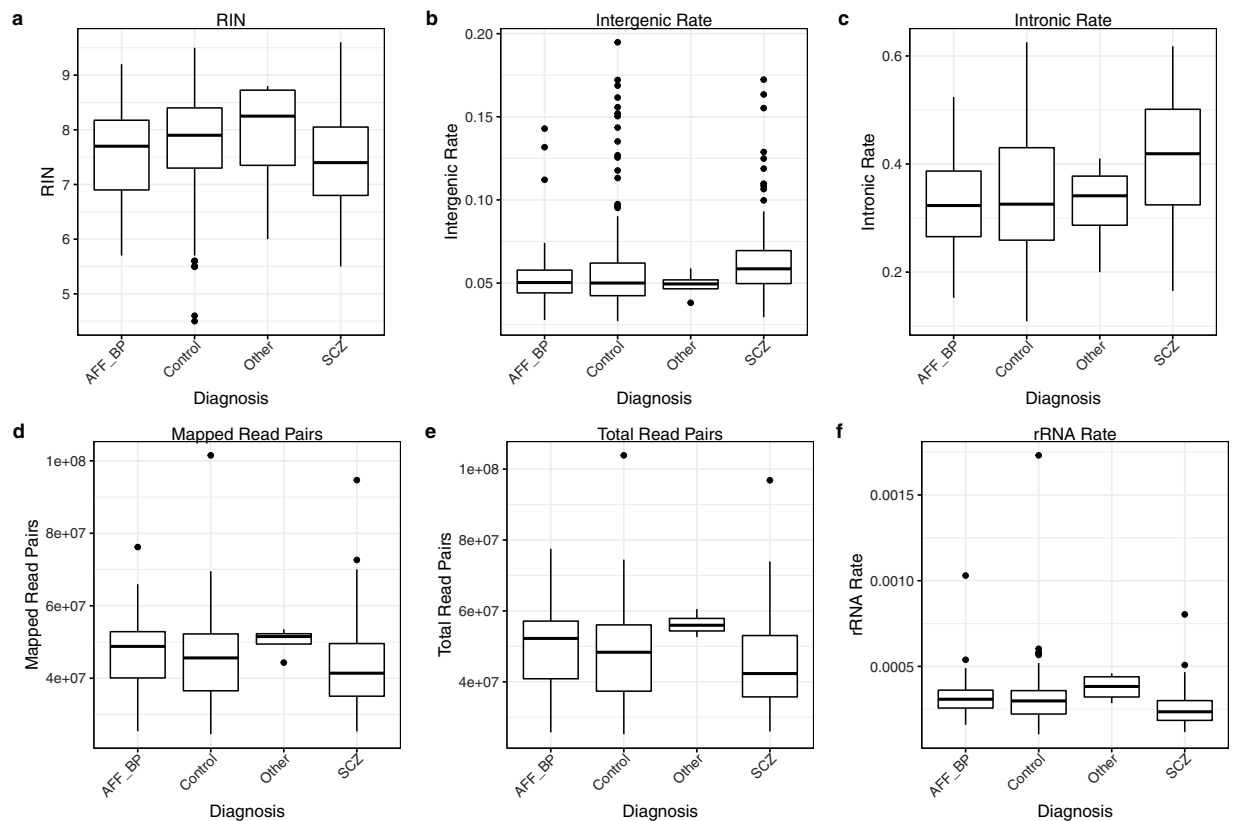 a
RIN
RIN
9
8
7
6
5
AFF_BP
Control
Other
SCZ
Diagnosis
b
Intergenic Rate
Intergenic Rate
0.20
0.15
0.10
0.05
AFF_BP
Control
Other
SCZ
Diagnosis
c
Intronic Rate
Intronic Rate
0.6
0.4
0.2
AFF_BP
Control
Other
SCZ
Diagnosis
d
Mapped Read Pairs
Mapped Read Pairs
1e+08
8e+07
6e+07
4e+07
AFF_BP
Control
Other
SCZ
Diagnosis
e
Total Read Pairs
Total Read Pairs
1e+08
8e+07
6e+07
4e+07
AFF_BP
Control
Other
SCZ
Diagnosis
f
rRNA Rate
rRNA Rate
0.0015
0.0010
0.0005
AFF_BP
Control
Other
SCZ
Diagnosis